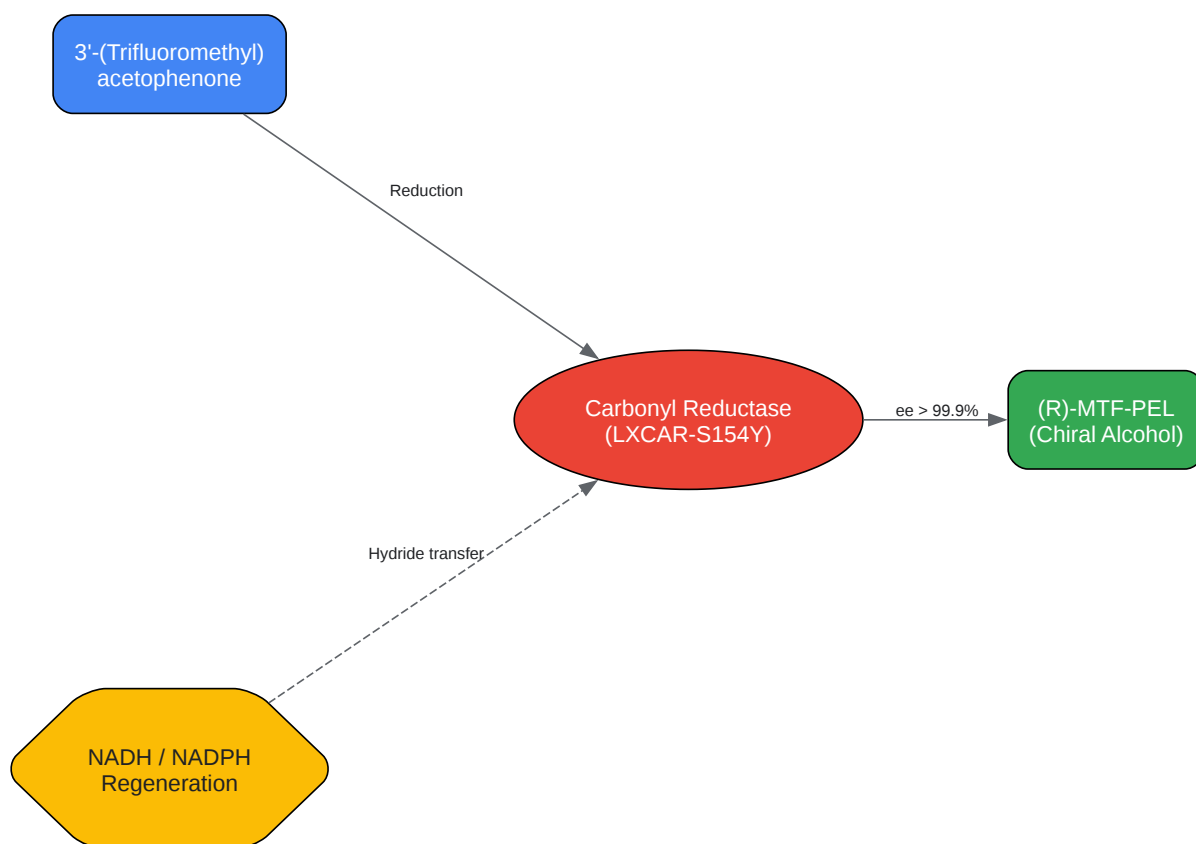 3'-(Trifluoromethyl)
acetophenone
Reduction
Carbonyl Reductase
(LXCAR-S154Y)
ee > 99.9%
(R)-MTF-PEL
(Chiral Alcohol)
Hydride transfer
NADH / NADPH
Regeneration